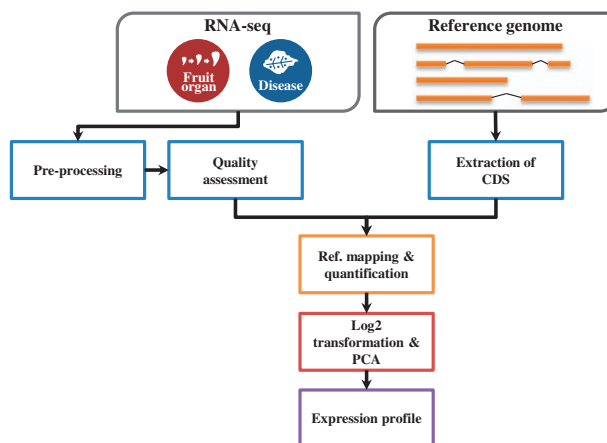 RNA-seq
Reference genome
Fruit
organ
Disease
Pre-processing
Quality
assessment
Extraction of
CDS
Ref. mapping &
quantification
Log2
transformation &
PCA
Expression profile